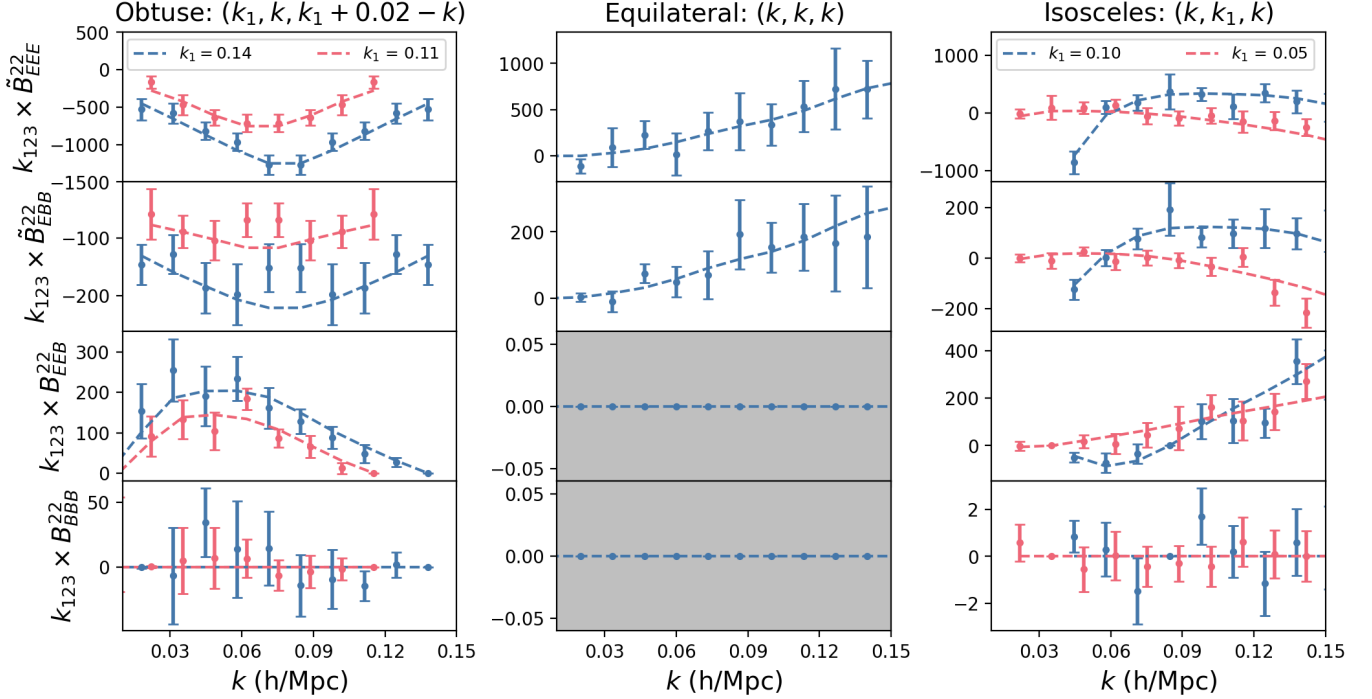 Obtuse: (k₁, k, k₁ + 0.02 − k)
Equilateral: (k, k, k)
Isosceles: (k, k₁, k)
k₁₂₃ × B̃²²_EEE
500
0
−500
−1000
−1500
k₁ = 0.14
k₁ = 0.11
1000
500
0
1000
0
−1000
k₁ = 0.10
k₁ = 0.05
k₁₂₃ × B̃²²_EBB
−100
−200
200
0
200
0
−200
k₁₂₃ × B²²_EEB
300
200
100
0
0.05
0.00
−0.05
400
200
0
k₁₂₃ × B²²_BBB
50
0
0.05
0.00
−0.05
2
0
−2
0.03 0.06 0.09 0.12 0.15
0.03 0.06 0.09 0.12 0.15
0.03 0.06 0.09 0.12 0.15
k (h/Mpc)
k (h/Mpc)
k (h/Mpc)